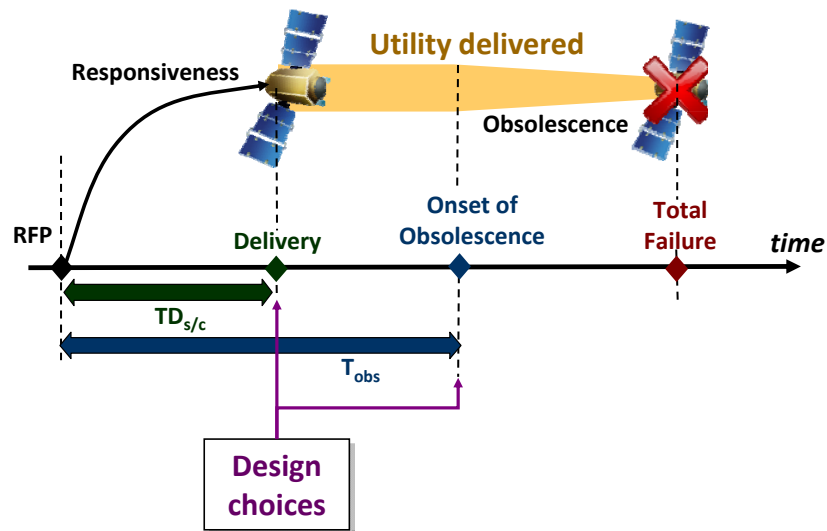 Utility delivered
Responsiveness
Obsolescence
RFP
Delivery
Onset of
Obsolescence
Total
Failure
time
TDs/c
Tobs
Design
choices